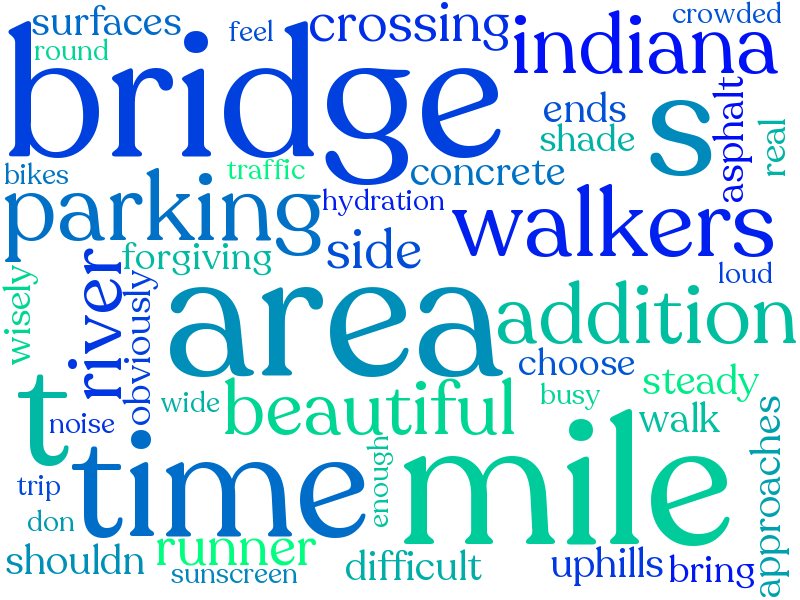 surfaces
feel
crossing
crowded
round
bridge
indiana
ends
shade
s
asphalt
real
bikes
traffic
concrete
parking
hydration
walkers
forgiving
side
loud
wisely
river
obviously
area
addition
choose
t
noise
wide
beautiful
busy
steady
walk
approaches
time
enough
mile
trip
don
shouldn
runner
sunscreen
difficult
uphills
bring